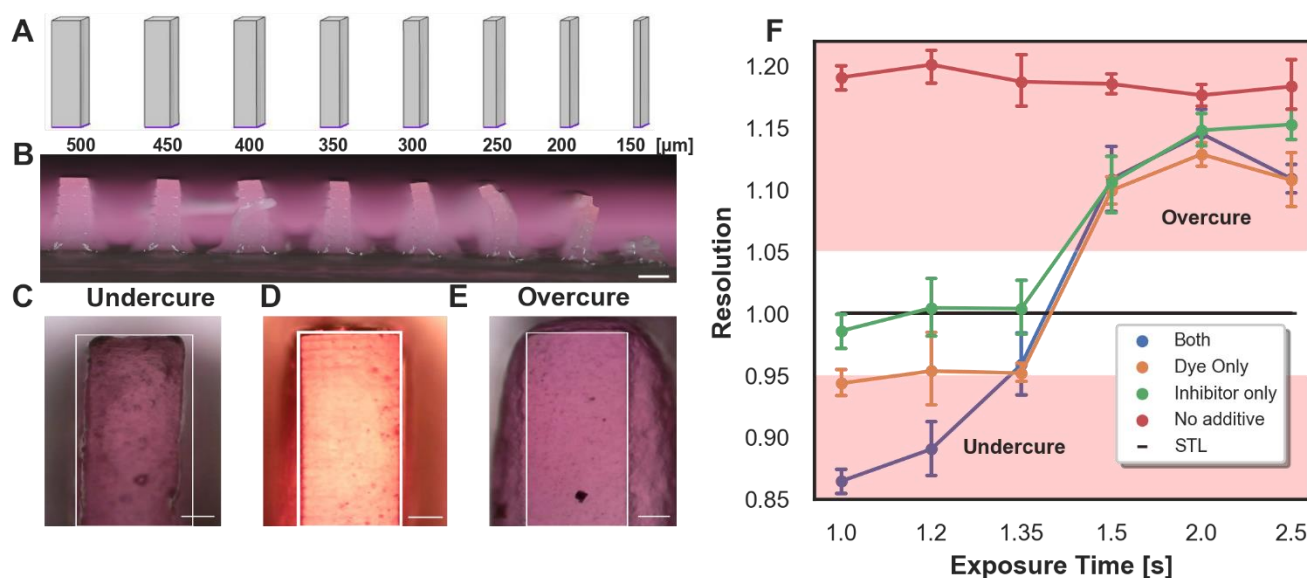 A
500 450 400 350 300 250 200 150 [µm]
B
C Undercure D E Overcure
F
Resolution
1.20
1.15
1.10
1.05
1.00
0.95
0.90
0.85
Overcure
Undercure
Both
Dye Only
Inhibitor only
No additive
STL
1.0 1.2 1.35 1.5 2.0 2.5
Exposure Time [s]